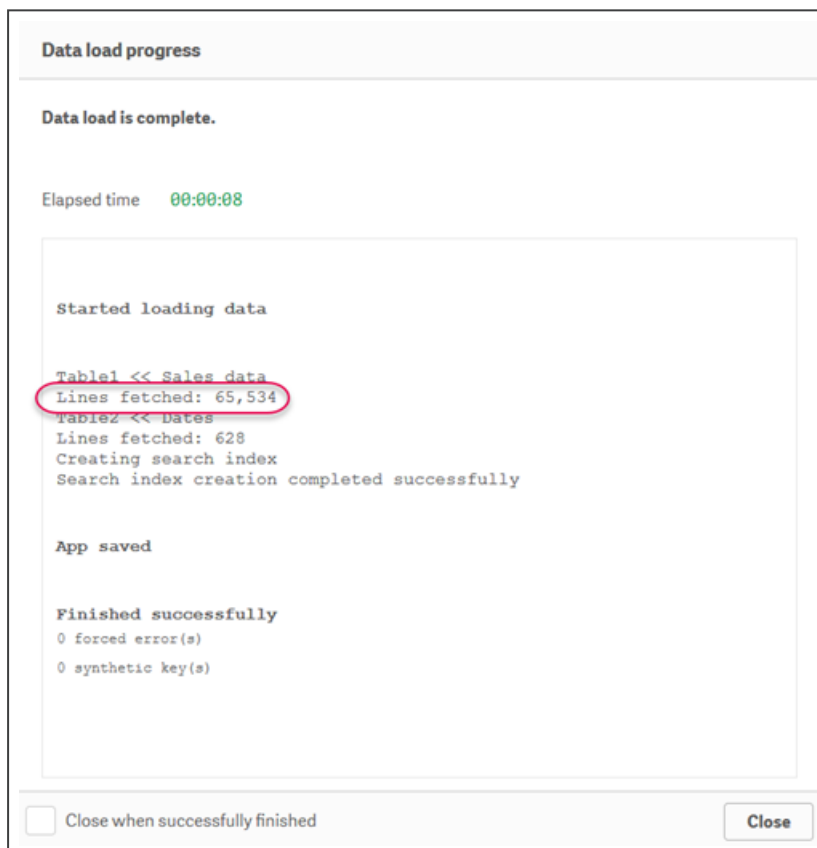 Data load progress
Data load is complete.
Elapsed time 00:00:08
Started loading data
Table1 << Sales data
Lines fetched: 65,534
Table2 << Dates
Lines fetched: 628
Creating search index
Search index creation completed successfully
App saved
Finished successfully
0 forced error(s)
0 synthetic key(s)
Close when successfully finished
Close